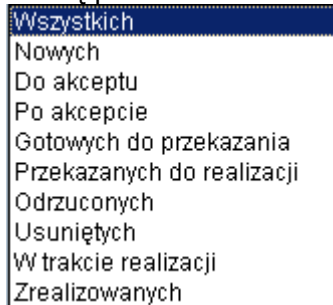 Wszystkich
Nowych
Do akceptu
Po akcepcie
Gotowych do przekazania
Przekazanych do realizacji
Odrzuconych
Usuniętych
W trakcie realizacji
Zrealizowanych